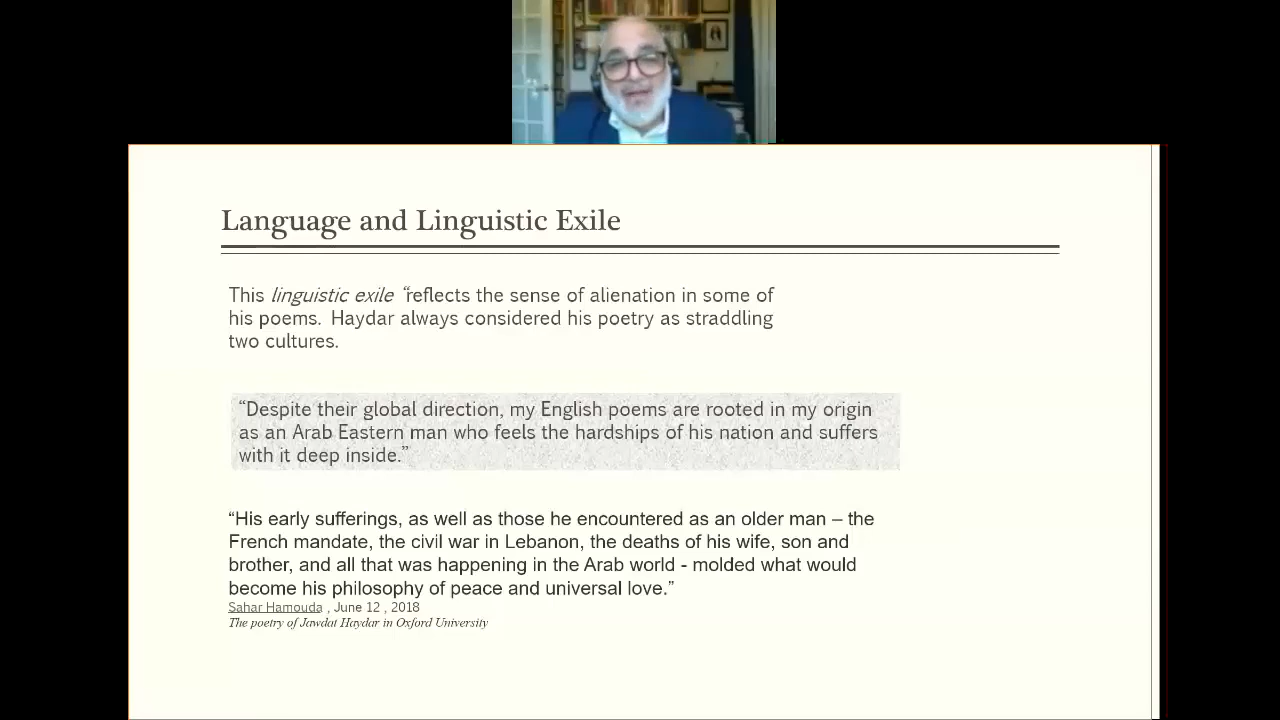 Language and Linguistic Exile
This linguistic exile “reflects the sense of alienation in some of
his poems. Haydar always considered his poetry as straddling
two cultures.
“Despite their global direction, my English poems are rooted in my origin
as an Arab Eastern man who feels the hardships of his nation and suffers
with it deep inside.”
“His early sufferings, as well as those he encountered as an older man – the
French mandate, the civil war in Lebanon, the deaths of his wife, son and
brother, and all that was happening in the Arab world - molded what would
become his philosophy of peace and universal love.”
Sahar Hamouda , June 12 , 2018
The poetry of Jawdat Haydar in Oxford University